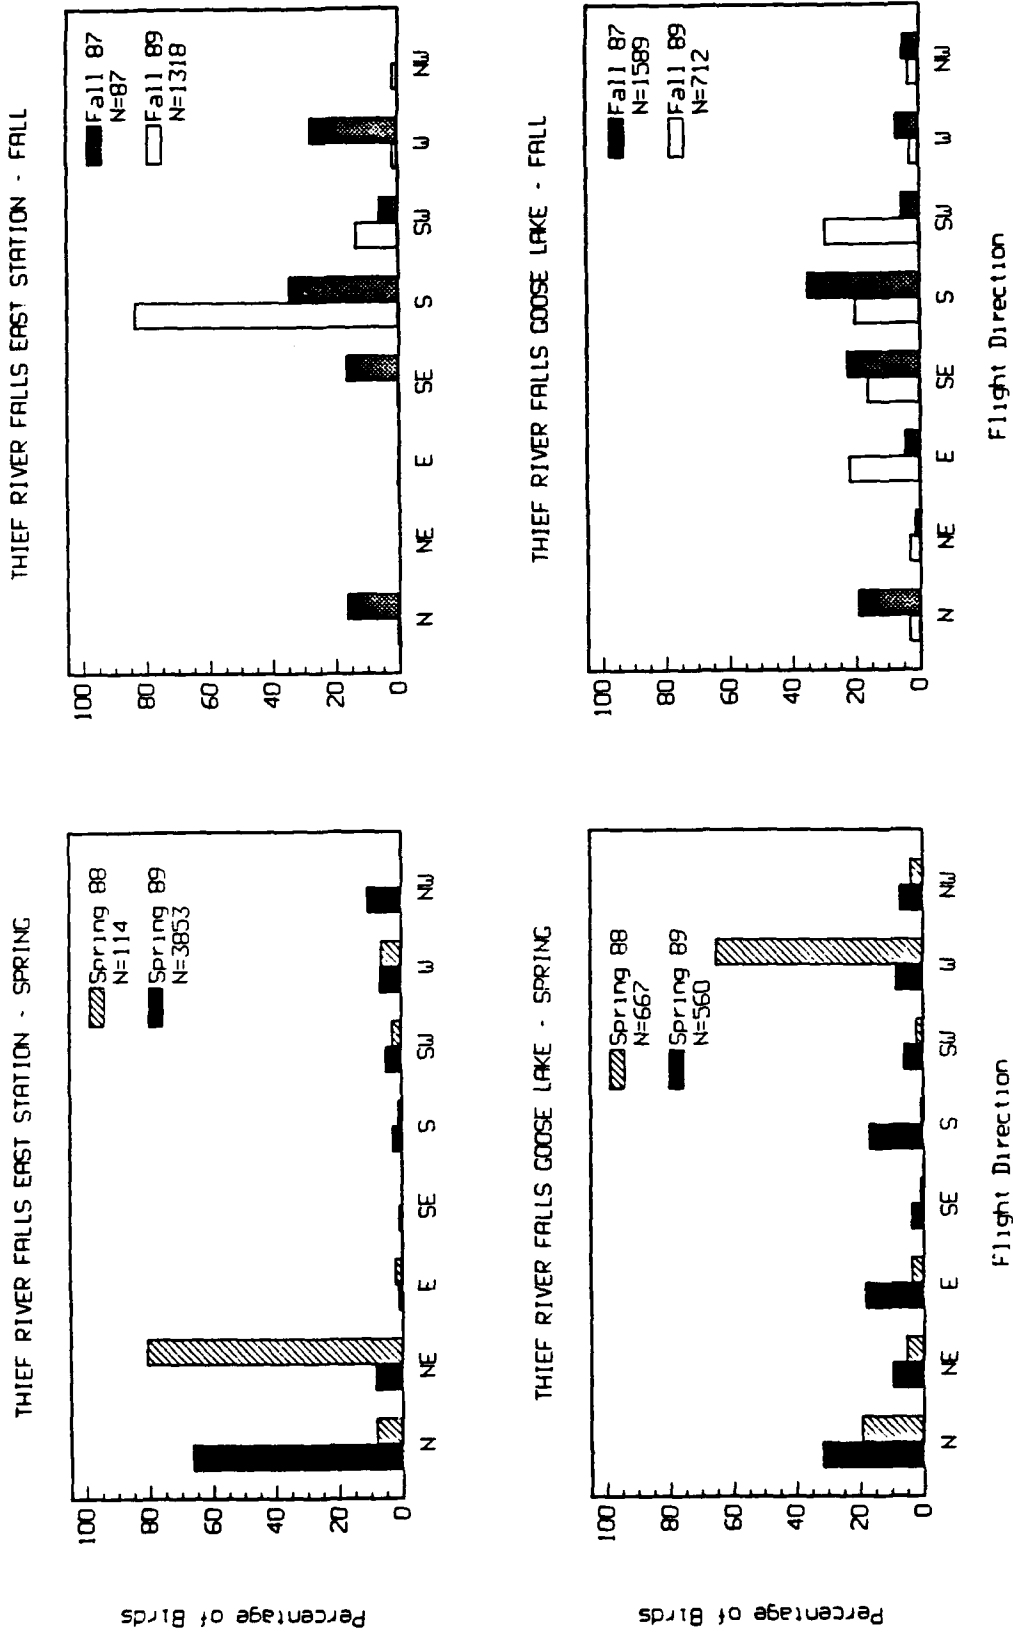 THIEF RIVER FALLS EAST STATION - SPRING
Percentage of Birds
100
80
60
40
20
0
Spring 88
N=114
Spring 89
N=3853
N NE E SE S SW W NW
THIEF RIVER FALLS EAST STATION - FALL
100
80
60
40
20
0
Fall 87
N=87
Fall 89
N=1318
N NE E SE S SW W NW
THIEF RIVER FALLS GOOSE LAKE - SPRING
Percentage of Birds
100
80
60
40
20
0
Spring 88
N=667
Spring 89
N=560
N NE E SE S SW W NW
Flight Direction
THIEF RIVER FALLS GOOSE LAKE - FALL
100
80
60
40
20
0
Fall 87
N=1589
Fall 89
N=712
N NE E SE S SW W NW
Flight Direction